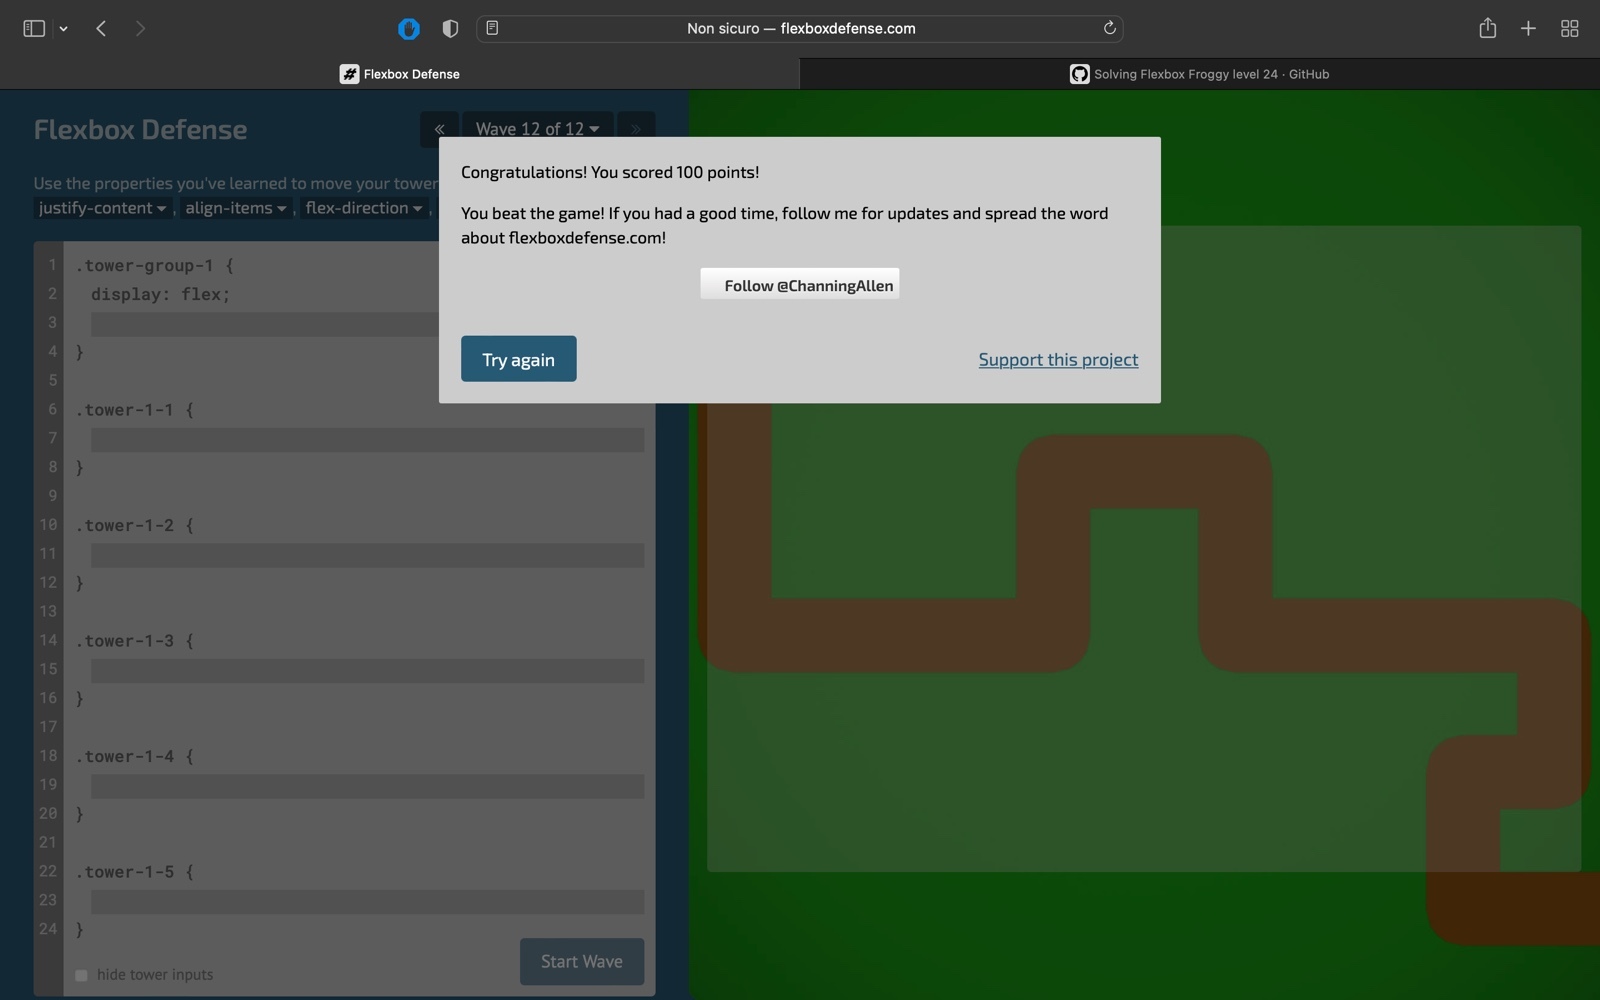 Non sicuro — flexboxdefense.com
Flexbox Defense
Solving Flexbox Froggy level 24 · GitHub
Flexbox Defense
« Wave 12 of 12 »
Use the properties you've learned to move your tower
justify-content , align-items , flex-direction ,
Congratulations! You scored 100 points!
You beat the game! If you had a good time, follow me for updates and spread the word
about flexboxdefense.com!
Follow @ChanningAllen
Try again
Support this project
1 .tower-group-1 {
2 display: flex;
3
4 }
5
6 .tower-1-1 {
7
8 }
9
10 .tower-1-2 {
11
12 }
13
14 .tower-1-3 {
15
16 }
17
18 .tower-1-4 {
19
20 }
21
22 .tower-1-5 {
23
24 }
hide tower inputs
Start Wave